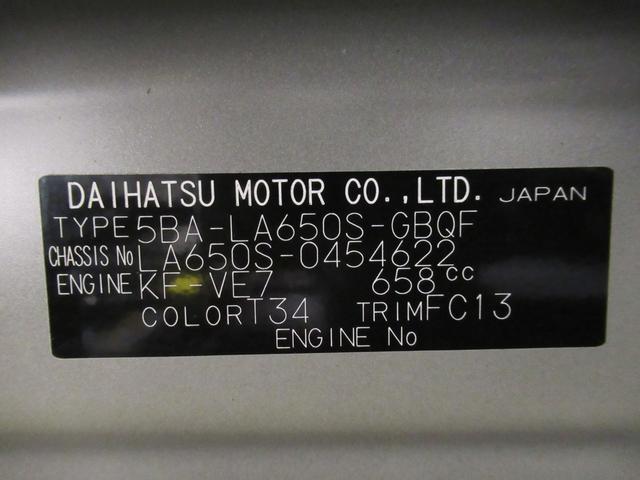 DAIHATSU MOTOR CO.,LTD. JAPAN
TYPE 5BA-LA650S-GBQF
CHASSIS No LA650S-0454622
ENGINE KF-VE7 658cc
COLOR T34 TRIM FC13
ENGINE No